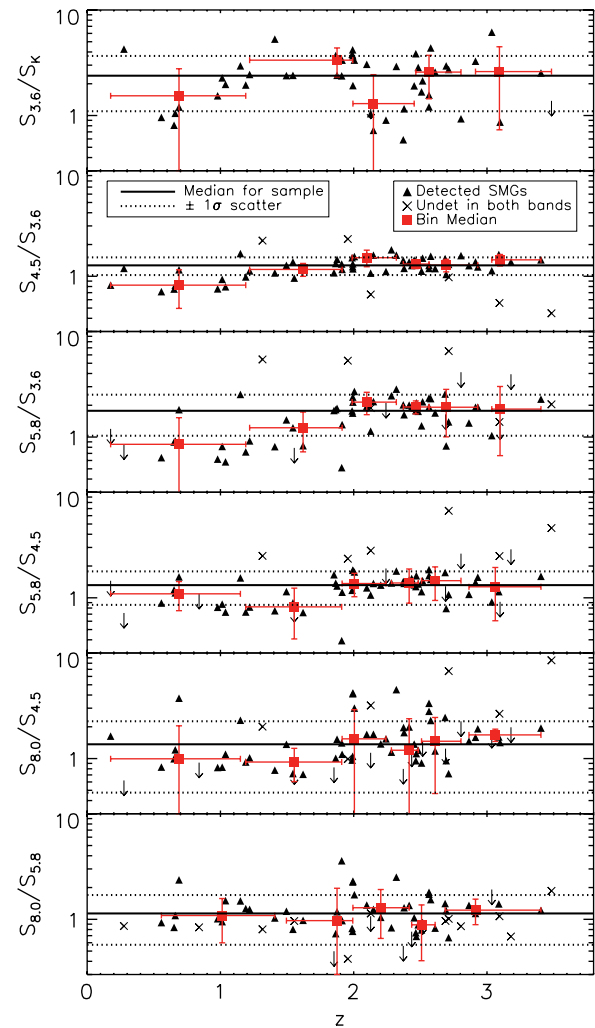 10
1
S3.6/SK
Median for sample
± 1σ scatter
Detected SMGs
Undet in both bands
Bin Median
10
1
S4.5/S3.6
10
1
S5.8/S3.6
10
1
S5.8/S4.5
10
1
S8.0/S4.5
10
1
S8.0/S5.8
0 1 2 3
z